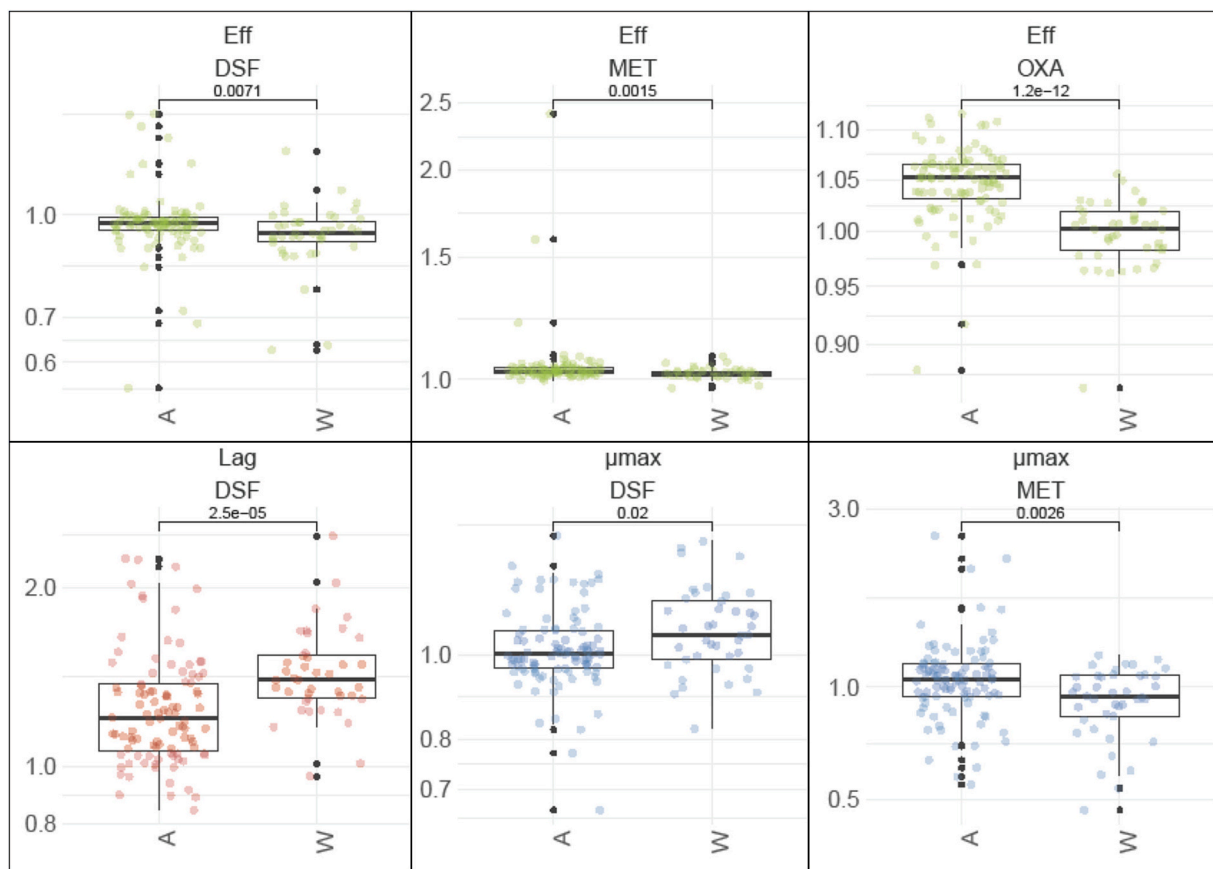 Eff
DSF
0.0071
1.0
0.7
0.6
A
W
Eff
MET
0.0015
2.5
2.0
1.5
1.0
A
W
Eff
OXA
1.2e−12
1.10
1.05
1.00
0.95
0.90
A
W
Lag
DSF
2.5e−05
2.0
1.0
0.8
A
W
µmax
DSF
0.02
1.0
0.8
0.7
A
W
µmax
MET
0.0026
3.0
1.0
0.5
A
W